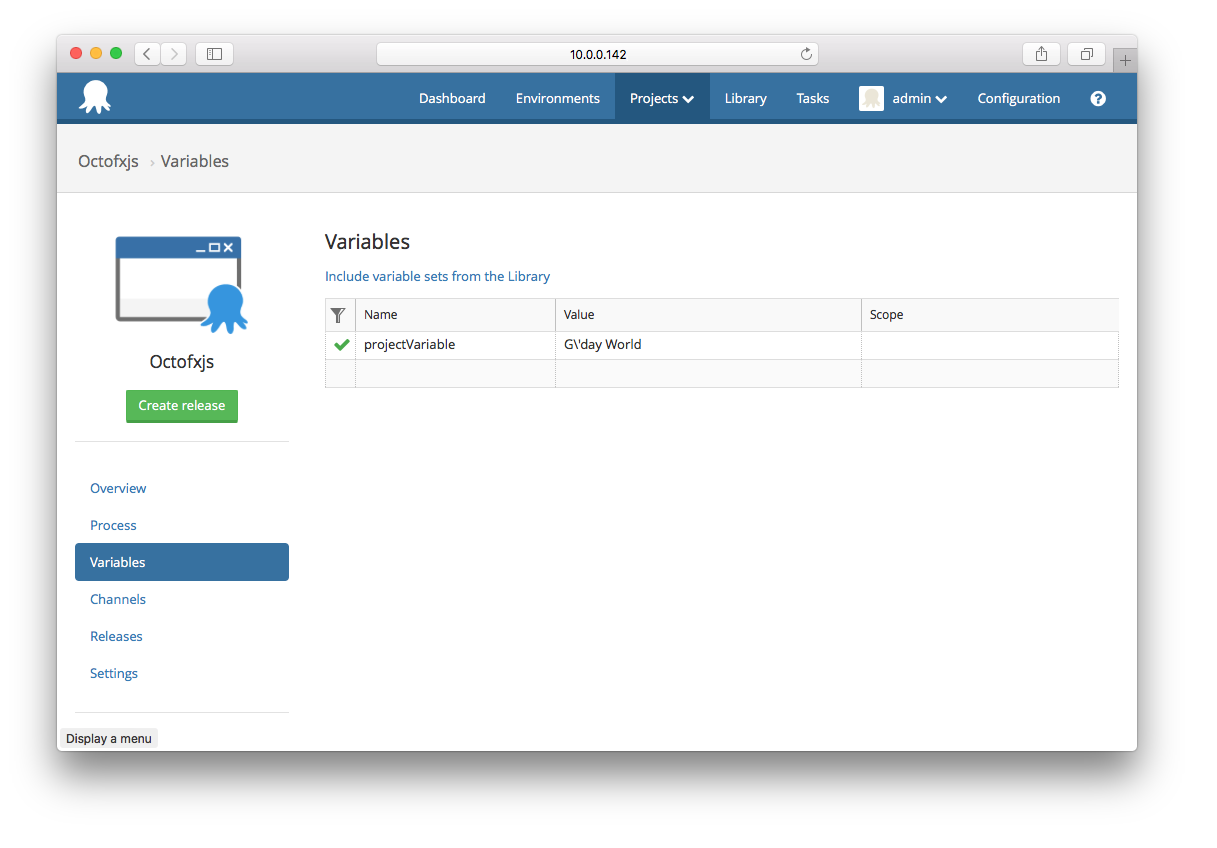 10.0.0.142
Dashboard Environments Projects Library Tasks admin Configuration ?
Octofxjs › Variables
Variables
Include variable sets from the Library
Name Value Scope
projectVariable G\'day World
Octofxjs
Create release
Overview
Process
Variables
Channels
Releases
Settings
Display a menu